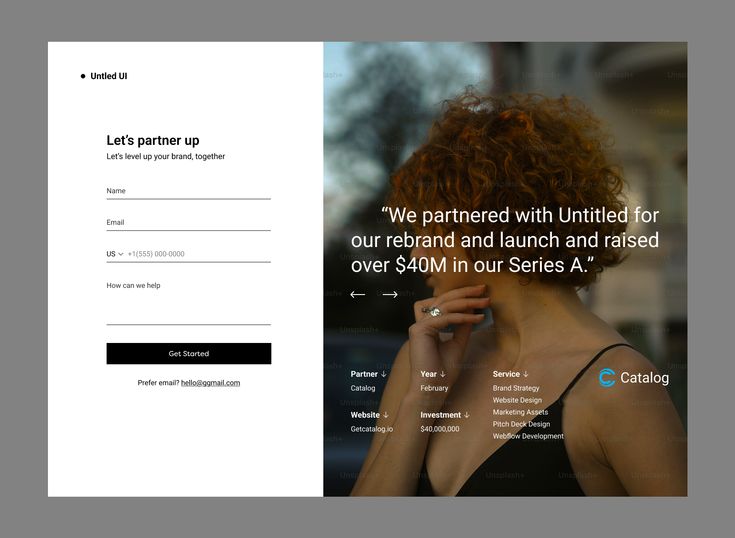 Untled UI
Let's partner up
Let's level up your brand, together
Name
Email
US +1(555) 000-0000
How can we help
Get Started
Prefer email? hello@ggmail.com
“We partnered with Untitled for
our rebrand and launch and raised
over $40M in our Series A.”
Partner ↓
Catalog
Website ↓
Getcatalog.io
Year ↓
February
Investment ↓
$40,000,000
Service ↓
Brand Strategy
Website Design
Marketing Assets
Pitch Deck Design
Webflow Development
Catalog
Unsplash+